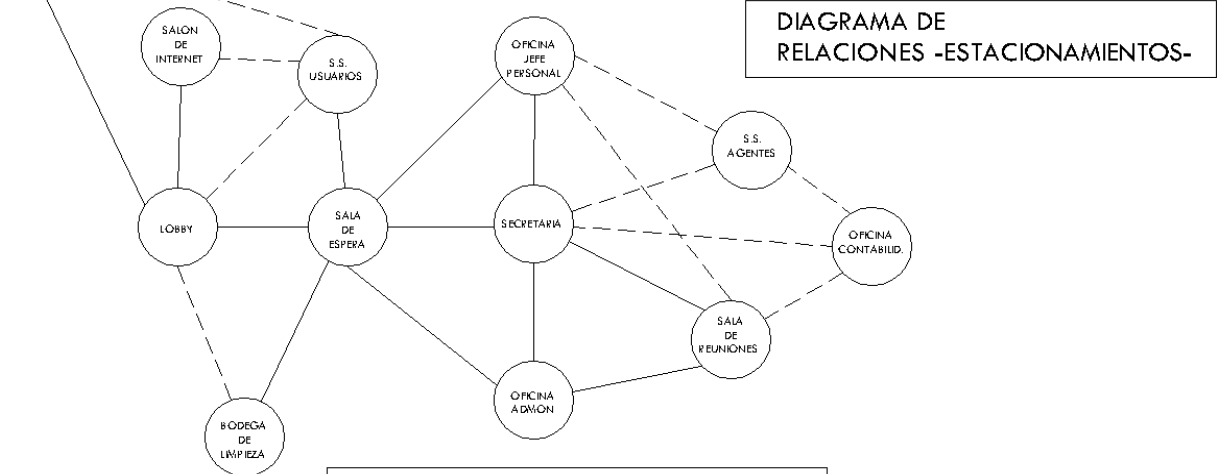 DIAGRAMA DE
RELACIONES -ESTACIONAMIENTOS-
SALON
DE
INTERNET
S.S.
USUARIOS
OFICINA
JEFE
PERSONAL
S.S.
AGENTES
LOBBY
SALA
DE
ESPERA
SECRETARIA
OFICINA
CONTABILID.
SALA
DE
REUNIONES
OFICINA
ADMON
BODEGA
DE
LIMPIEZA